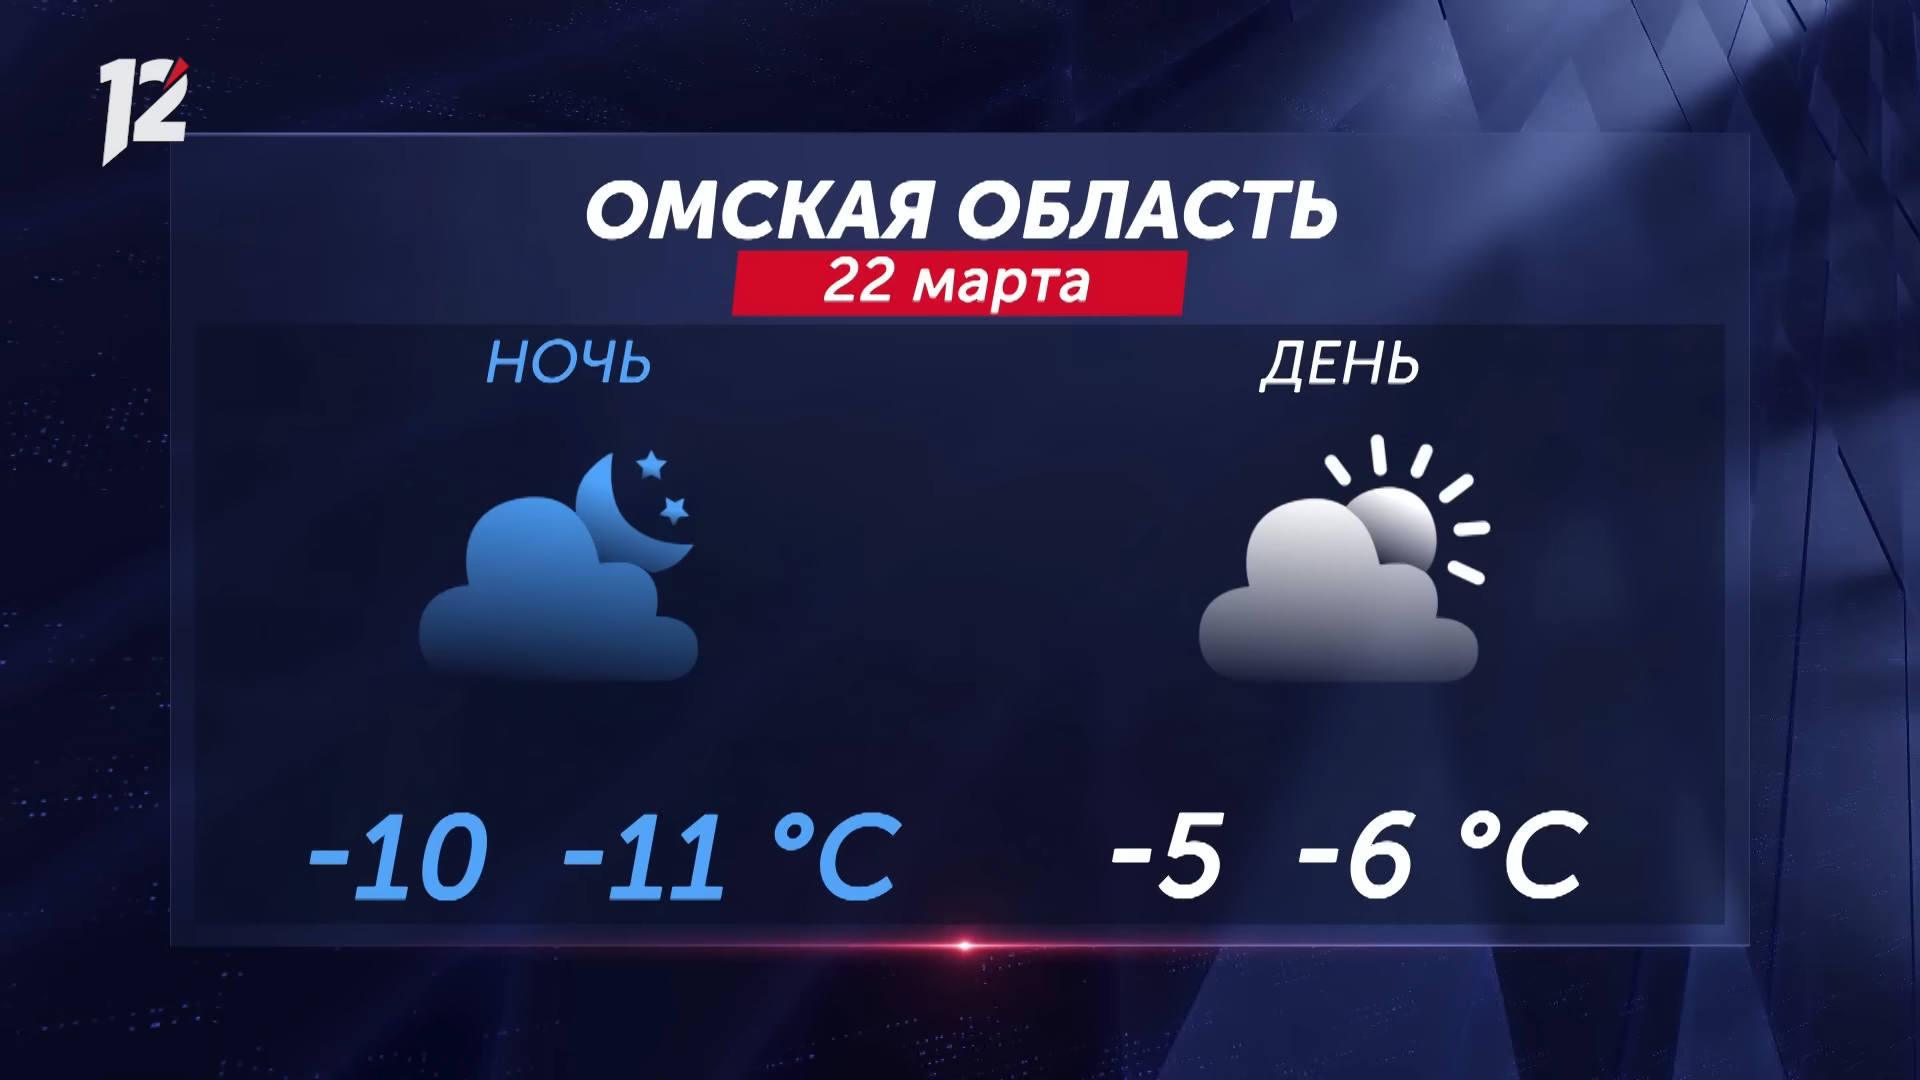 12
ОМСКАЯ ОБЛАСТЬ
22 марта
НОЧЬ
ДЕНЬ
-10 -11 °C
-5 -6 °C